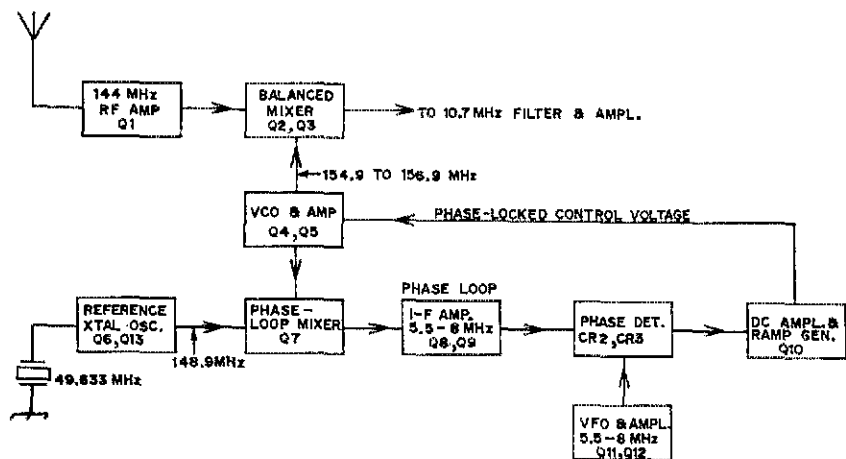 144 MHz
RF AMP
Q1
BALANCED
MIXER
Q2, Q3
TO 10.7 MHz FILTER & AMPL.
154.9 TO 156.9 MHz
VCO & AMP
Q4, Q5
PHASE-LOCKED CONTROL VOLTAGE
REFERENCE
XTAL OSC.
Q6, Q13
148.9MHz
49.633 MHz
PHASE-
LOOP MIXER
Q7
PHASE LOOP
I-F AMP.
5.5-8 MHz
Q8, Q9
PHASE DET.
CR2, CR3
DC AMPL. &
RAMP GEN.
Q10
VFO & AMPL.
5.5-8 MHz
Q11, Q12